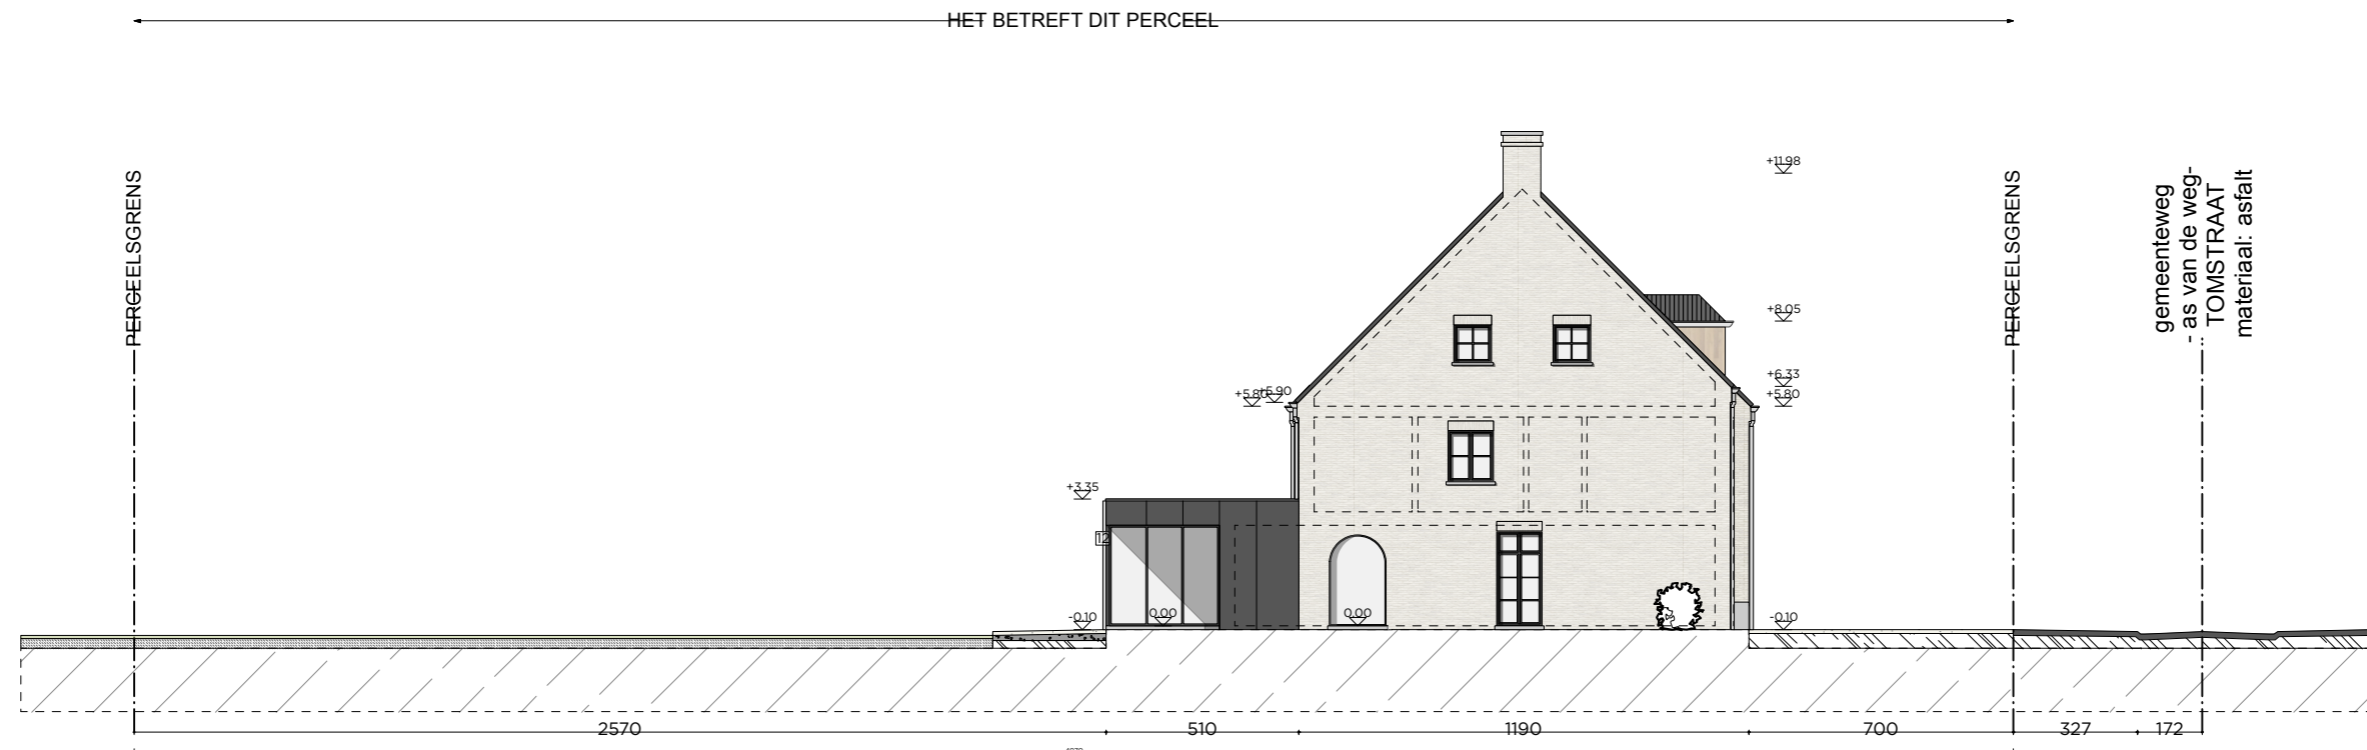 HET BETREFT DIT PERCEEL
PERCEELSGRENS
PERCEELSGRENS
gemeenteweg
- as van de weg-
TOMSTRAAT
materiaal: asfalt
+11.98
+8.05
+6.33
+5.80
+5.80
+5.90
+3.35
12
-0.10
0.00
0.00
-0.10
2570
510
1190
700
327
172